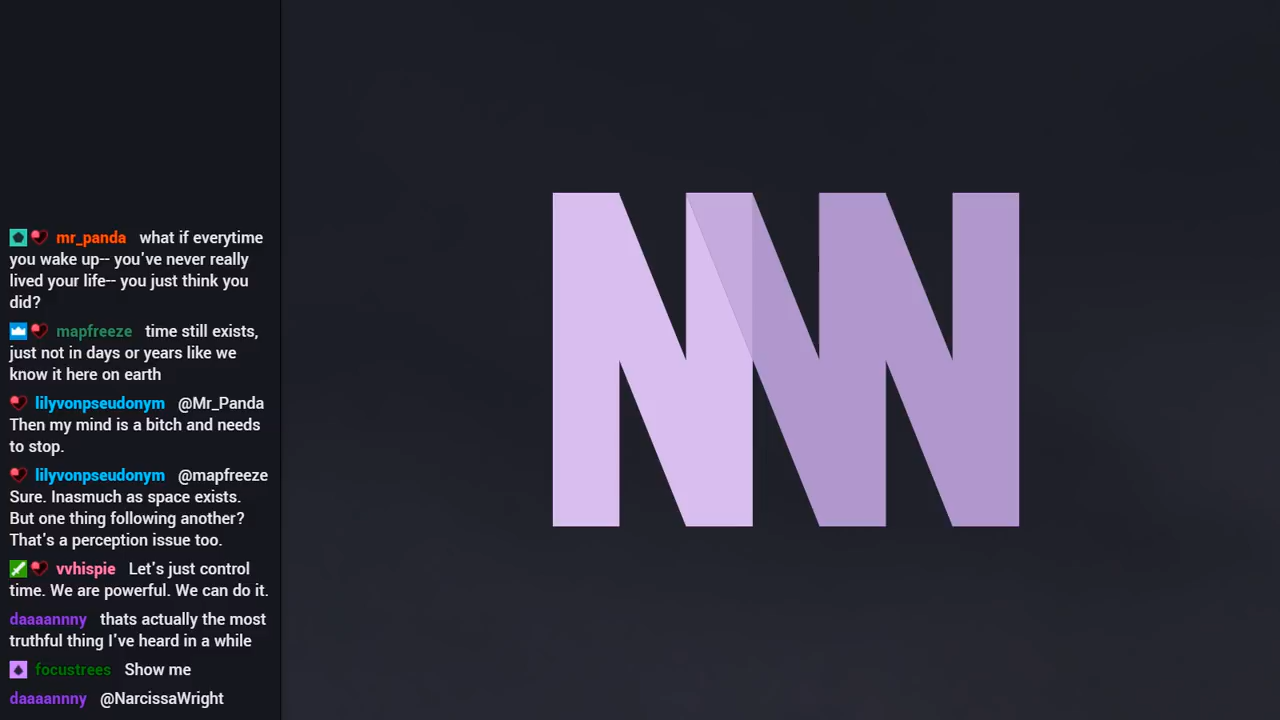 mr_panda what if everytime
you wake up-- you've never really
lived your life-- you just think you
did?
mapfreeze time still exists,
just not in days or years like we
know it here on earth
lilyvonpseudonym @Mr_Panda
Then my mind is a bitch and needs
to stop.
lilyvonpseudonym @mapfreeze
Sure. Inasmuch as space exists.
But one thing following another?
That's a perception issue too.
vvhispie Let's just control
time. We are powerful. We can do it.
daaaannny thats actually the most
truthful thing I've heard in a while
focustrees Show me
daaaannny @NarcissaWright
NW